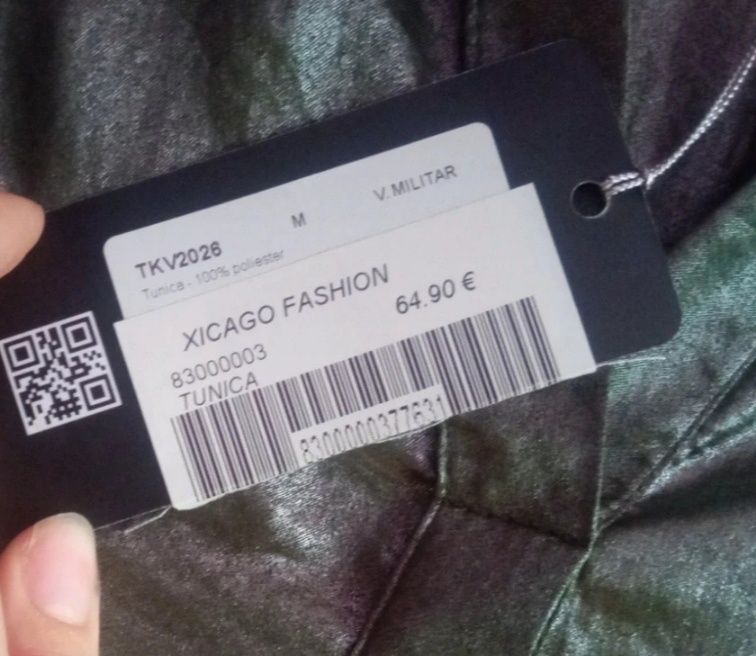 TKV2026 M V.MILITAR
Tunica - 100% poliester
XICAGO FASHION
64.90 €
83000003
TUNICA
8300000377631